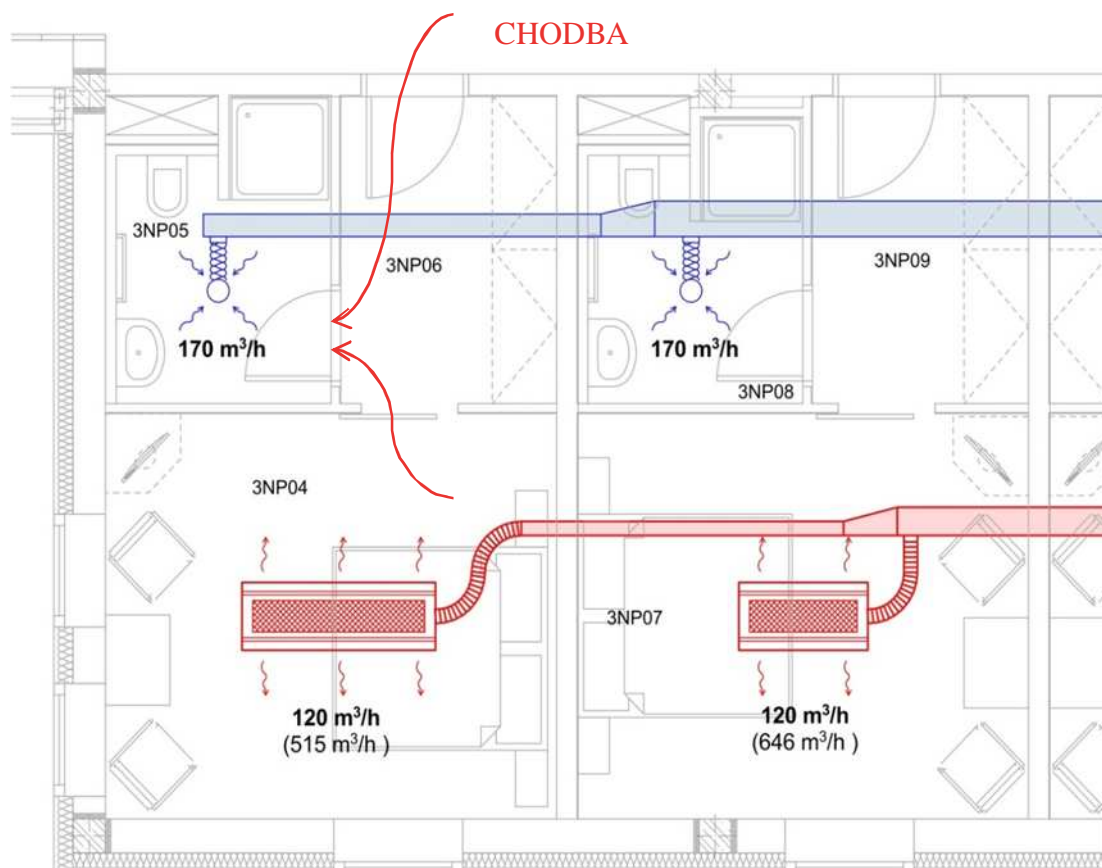 CHODBA
3NP05
3NP06
3NP09
170 m³/h
170 m³/h
3NP08
3NP04
3NP07
120 m³/h
(515 m³/h )
120 m³/h
(646 m³/h )